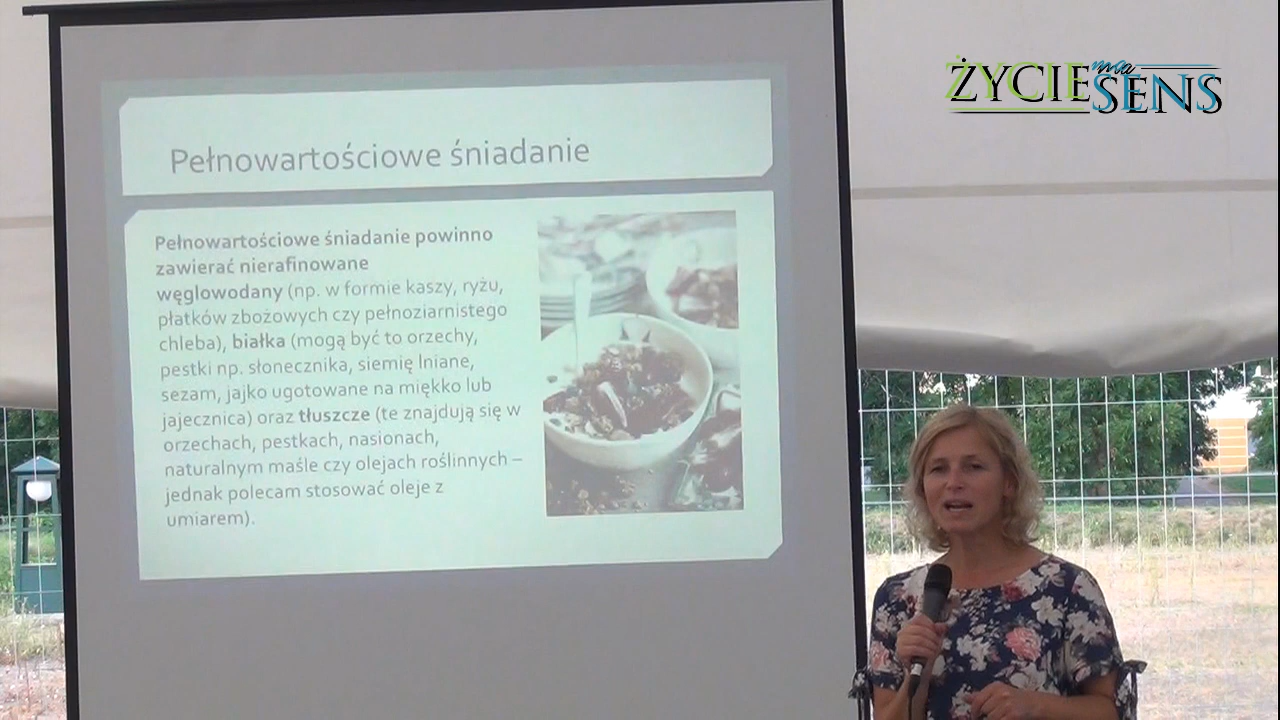 ŻYCIE ma SENS
Pełnowartościowe śniadanie
Pełnowartościowe śniadanie powinno
zawierać nierafinowane
węglowodany (np. w formie kaszy, ryżu,
płatków zbożowych czy pełnoziarnistego
chleba), białka (mogą być to orzechy,
pestki np. słonecznika, siemię lniane,
sezam, jajko ugotowane na miękko lub
jajecznica) oraz tłuszcze (te znajdują się w
orzechach, pestkach, nasionach,
naturalnym maśle czy olejach roślinnych –
jednak polecam stosować oleje z
umiarem).